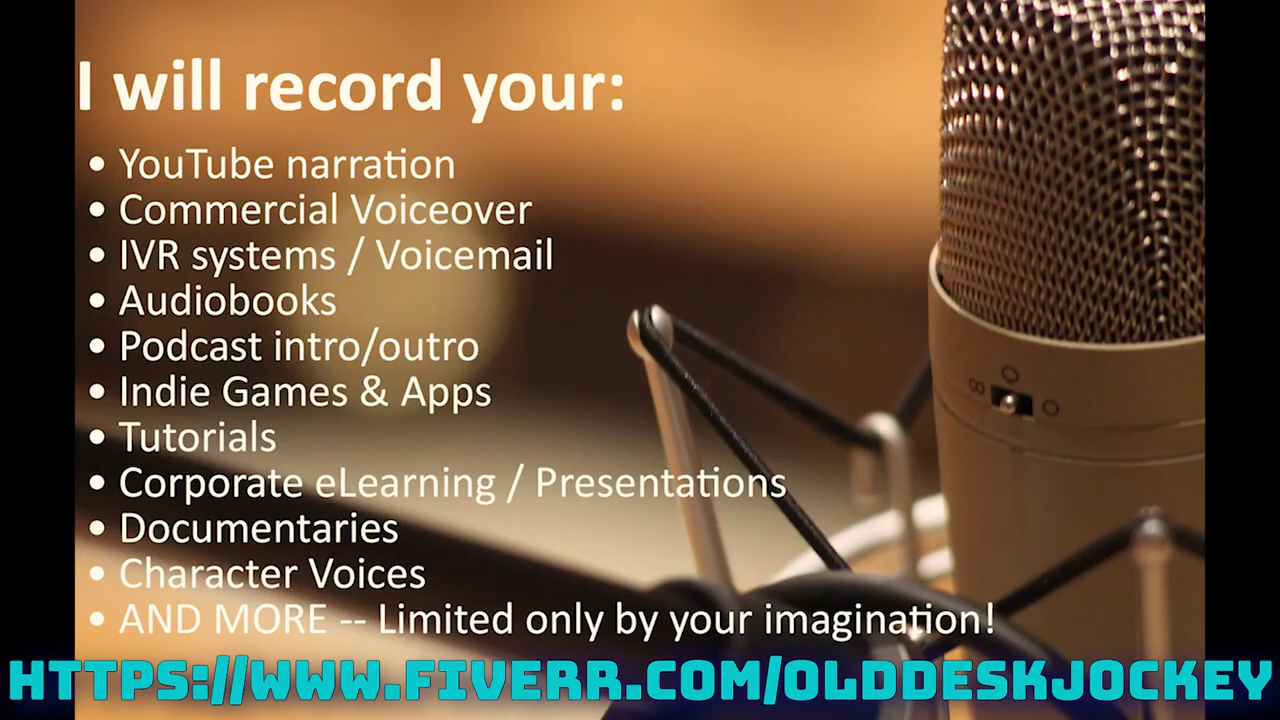 I will record your:
• YouTube narration
• Commercial Voiceover
• IVR systems / Voicemail
• Audiobooks
• Podcast intro/outro
• Indie Games & Apps
• Tutorials
• Corporate eLearning / Presentations
• Documentaries
• Character Voices
• AND MORE -- Limited only by your imagination!
HTTPS://WWW.FIVERR.COM/OLDDESKJOCKEY